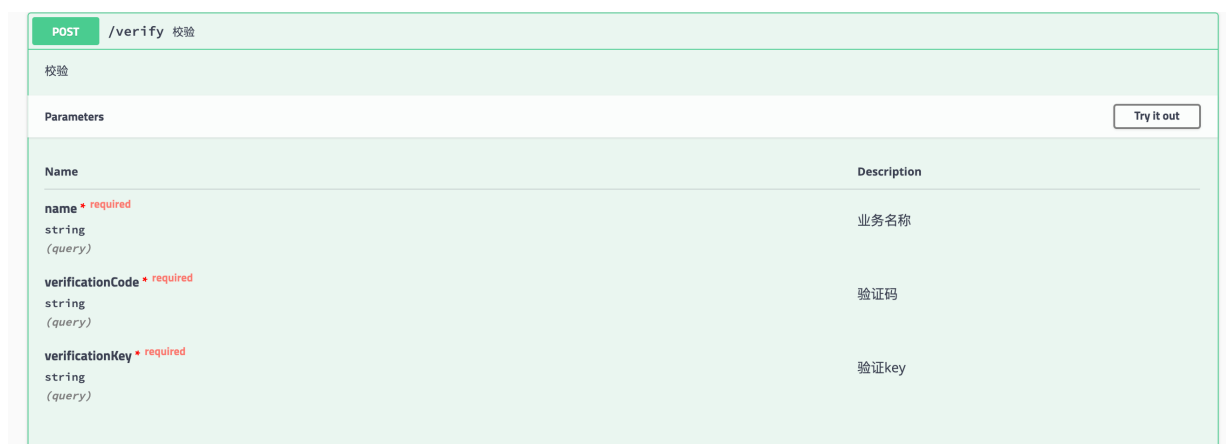 POST /verify 校验
校验
Parameters Try it out
Name Description
name * required
string
(query)
业务名称
verificationCode * required
string
(query)
验证码
verificationKey * required
string
(query)
验证key